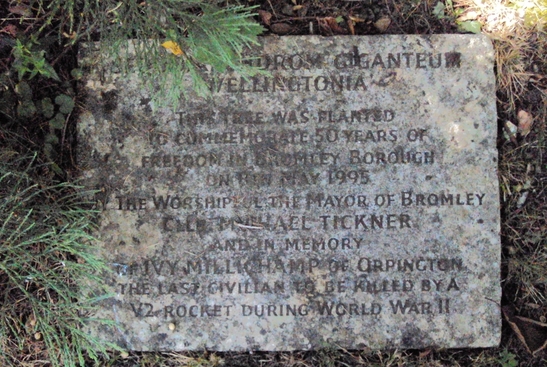 GIGANTEUM
WELLINGTONIA
THIS TREE WAS PLANTED
TO COMMEMORATE 50 YEARS OF
FREEDOM IN BROMLEY BOROUGH
ON MAY 1995
BY THE WORSHIPFUL THE MAYOR OF BROMLEY
CLLR MICHAEL TICKNER
AND IN MEMORY
OF IVY MILLICHAMP OF ORPINGTON
THE LAST CIVILIAN TO BE KILLED BY A
V2 ROCKET DURING WORLD WAR II